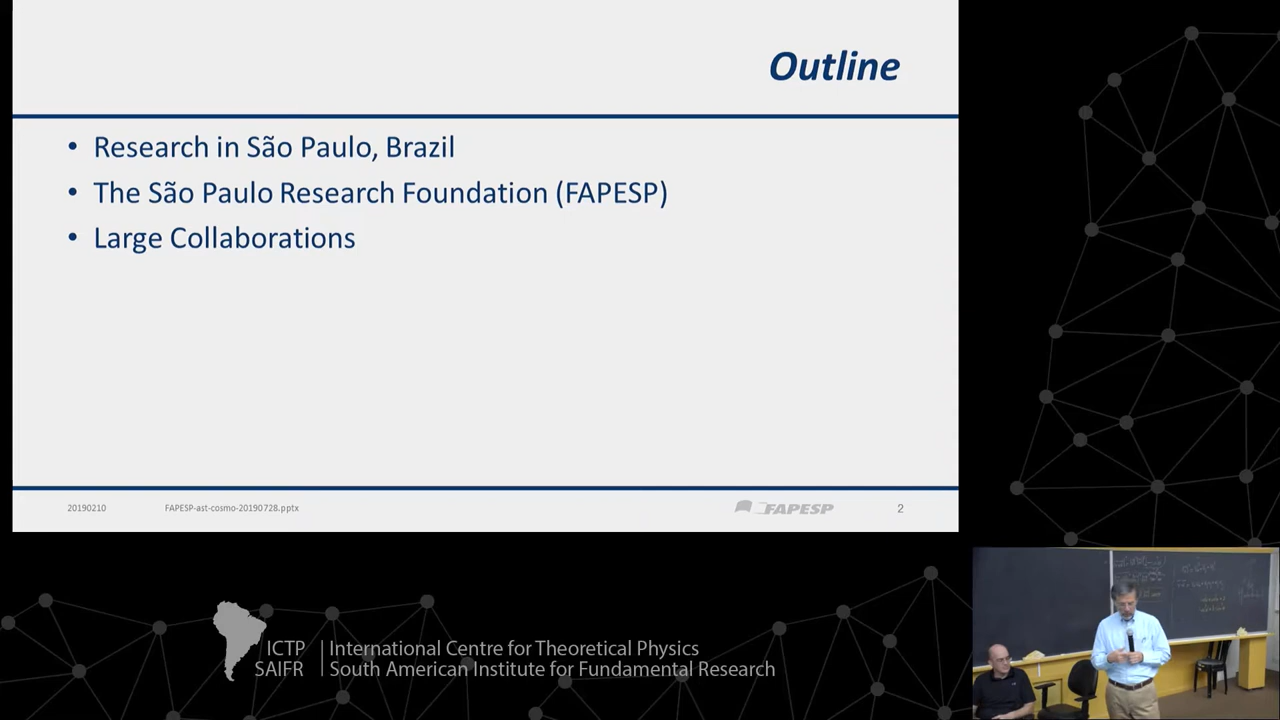 Outline
• Research in São Paulo, Brazil
• The São Paulo Research Foundation (FAPESP)
• Large Collaborations
20190210
FAPESP-ast-cosmo-20190728.pptx
FAPESP
2
ICTP
International Centre for Theoretical Physics
SAIFR
South American Institute for Fundamental Research